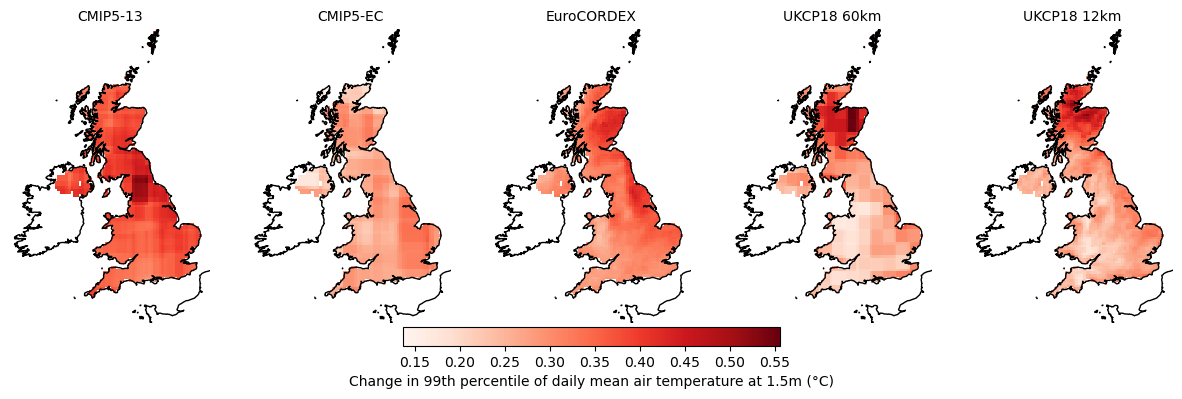 CMIP5-13
CMIP5-EC
EuroCORDEX
UKCP18 60km
UKCP18 12km
0.15 0.20 0.25 0.30 0.35 0.40 0.45 0.50 0.55
Change in 99th percentile of daily mean air temperature at 1.5m (°C)